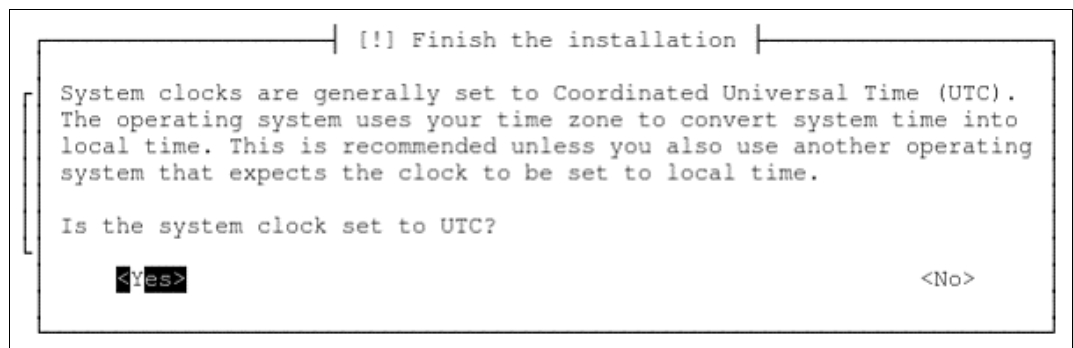 [!] Finish the installation
System clocks are generally set to Coordinated Universal Time (UTC).
The operating system uses your time zone to convert system time into
local time. This is recommended unless you also use another operating
system that expects the clock to be set to local time.
Is the system clock set to UTC?
<Yes> <No>